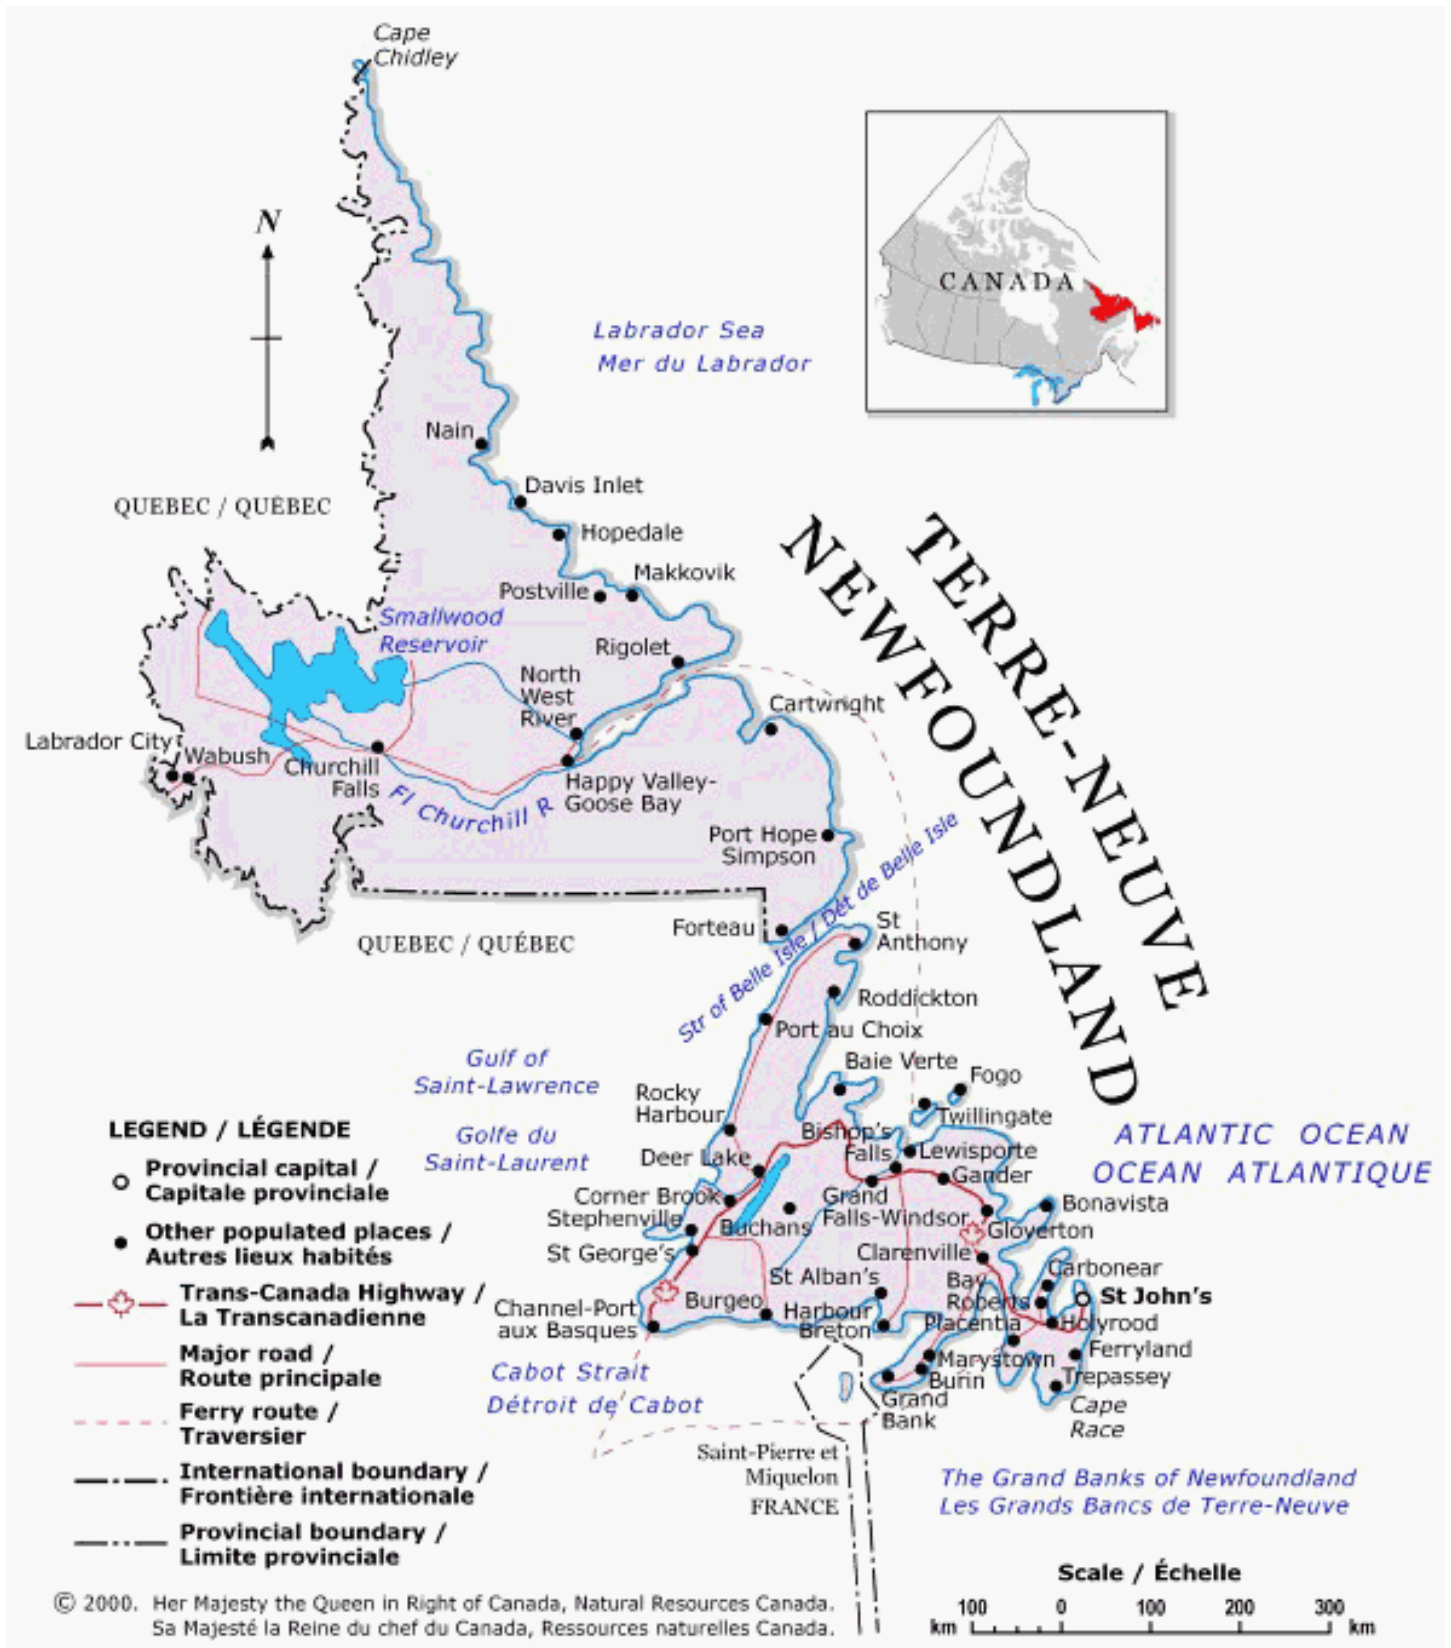 Cape
Chidley
N
CANADA
Labrador Sea
Mer du Labrador
Nain
Davis Inlet
QUEBEC / QUÉBEC
Hopedale
Makkovik
Postville
Smallwood
Reservoir
Rigolet
North
West
River
Cartwright
Labrador City
Wabush
Churchill
Falls
Fl Churchill R
Happy Valley-
Goose Bay
Port Hope
Simpson
TERRE-NEUVE
NEWFOUNDLAND
Forteau
QUEBEC / QUÉBEC
Str of Belle Isle / Dét de Belle Isle
St
Anthony
Roddickton
Port au Choix
Gulf of
Saint-Lawrence
Golfe du
Saint-Laurent
Baie Verte
Fogo
Twillingate
Rocky
Harbour
Bishop's
Falls
Lewisporte
Deer Lake
Gander
Corner Brook
Grand
Falls-Windsor
Stephenville
Buchans
Bonavista
Gloverton
St George's
Clarenville
St Alban's
Bay
Roberts
Carbonear
St John's
Channel-Port
aux Basques
Burgeo
Harbour
Breton
Placentia
Holyrood
Ferryland
Marystown
Burin
Trepassey
Grand
Bank
Cape
Race
ATLANTIC OCEAN
OCEAN ATLANTIQUE
Cabot Strait
Détroit de Cabot
Saint-Pierre et
Miquelon
FRANCE
The Grand Banks of Newfoundland
Les Grands Bancs de Terre-Neuve
LEGEND / LÉGENDE
Provincial capital /
Capitale provinciale
Other populated places /
Autres lieux habités
Trans-Canada Highway /
La Transcanadienne
Major road /
Route principale
Ferry route /
Traversier
International boundary /
Frontière internationale
Provincial boundary /
Limite provinciale
Scale / Échelle
100 0 100 200 300
km km
© 2000. Her Majesty the Queen in Right of Canada, Natural Resources Canada.
Sa Majesté la Reine du chef du Canada, Ressources naturelles Canada.